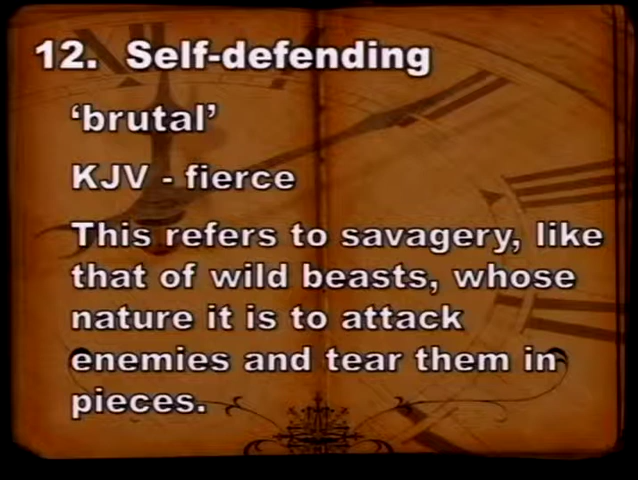 12. Self-defending
‘brutal’
KJV - fierce
This refers to savagery, like
that of wild beasts, whose
nature it is to attack
enemies and tear them in
pieces.